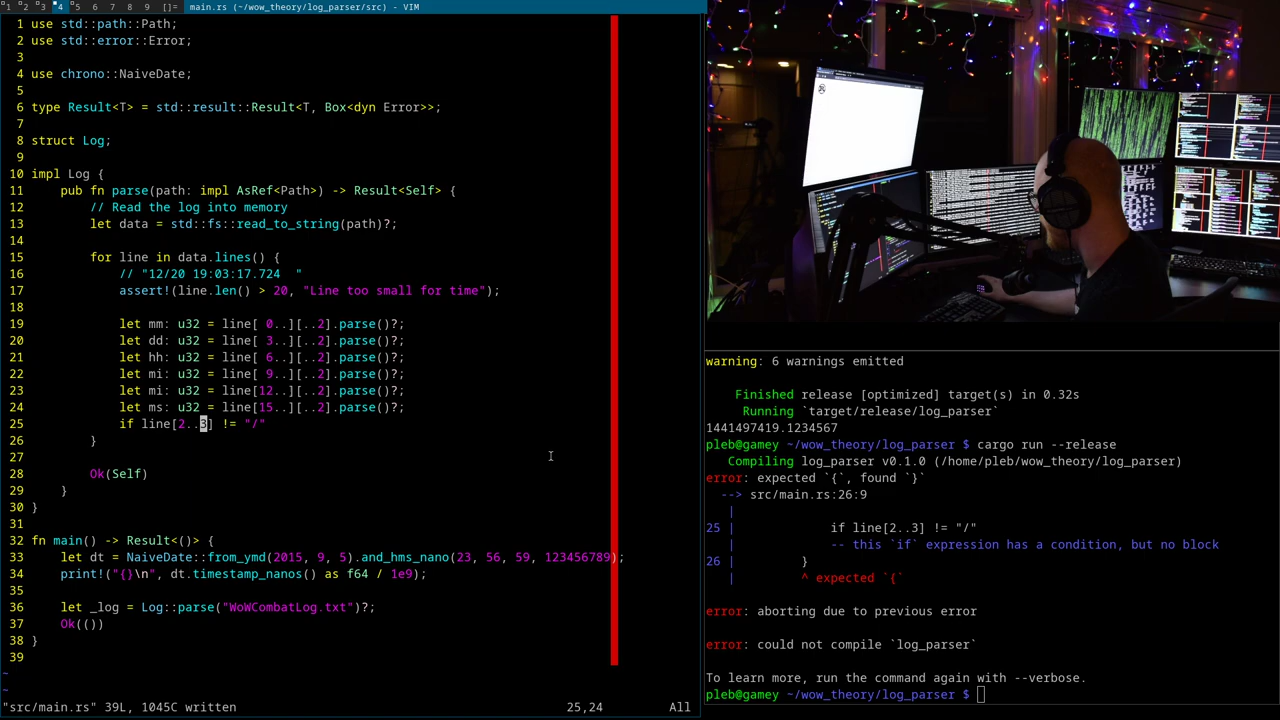 1 2 3 4 5 6 7 8 9 []= main.rs (~/wow_theory/log_parser/src) - VIM
1 use std::path::Path;
2 use std::error::Error;
3
4 use chrono::NaiveDate;
5
6 type Result<T> = std::result::Result<T, Box<dyn Error>>;
7
8 struct Log;
9
10 impl Log {
11     pub fn parse(path: impl AsRef<Path>) -> Result<Self> {
12         // Read the log into memory
13         let data = std::fs::read_to_string(path)?;
14
15         for line in data.lines() {
16             // "12/20 19:03:17.724  "
17             assert!(line.len() > 20, "Line too small for time");
18
19             let mm: u32 = line[ 0..][..2].parse()?;
20             let dd: u32 = line[ 3..][..2].parse()?;
21             let hh: u32 = line[ 6..][..2].parse()?;
22             let mi: u32 = line[ 9..][..2].parse()?;
23             let mi: u32 = line[12..][..2].parse()?;
24             let ms: u32 = line[15..][..2].parse()?;
25             if line[2..3] != "/"
26         }
27
28         Ok(Self)
29     }
30 }
31
32 fn main() -> Result<()> {
33     let dt = NaiveDate::from_ymd(2015, 9, 5).and_hms_nano(23, 56, 59, 123456789);
34     print!("{}\n", dt.timestamp_nanos() as f64 / 1e9);
35
36     let _log = Log::parse("WoWCombatLog.txt")?;
37     Ok(())
38 }
39
~
~
"src/main.rs" 39L, 1045C written 25,24 All
warning: 6 warnings emitted
Finished release [optimized] target(s) in 0.32s
Running `target/release/log_parser`
1441497419.1234567
pleb@gamey ~/wow_theory/log_parser $ cargo run --release
Compiling log_parser v0.1.0 (/home/pleb/wow_theory/log_parser)
error: expected `{`, found `}`
--> src/main.rs:26:9
|
25 |             if line[2..3] != "/"
|             -- this `if` expression has a condition, but no block
26 |         }
|         ^ expected `{`
error: aborting due to previous error
error: could not compile `log_parser`
To learn more, run the command again with --verbose.
pleb@gamey ~/wow_theory/log_parser $